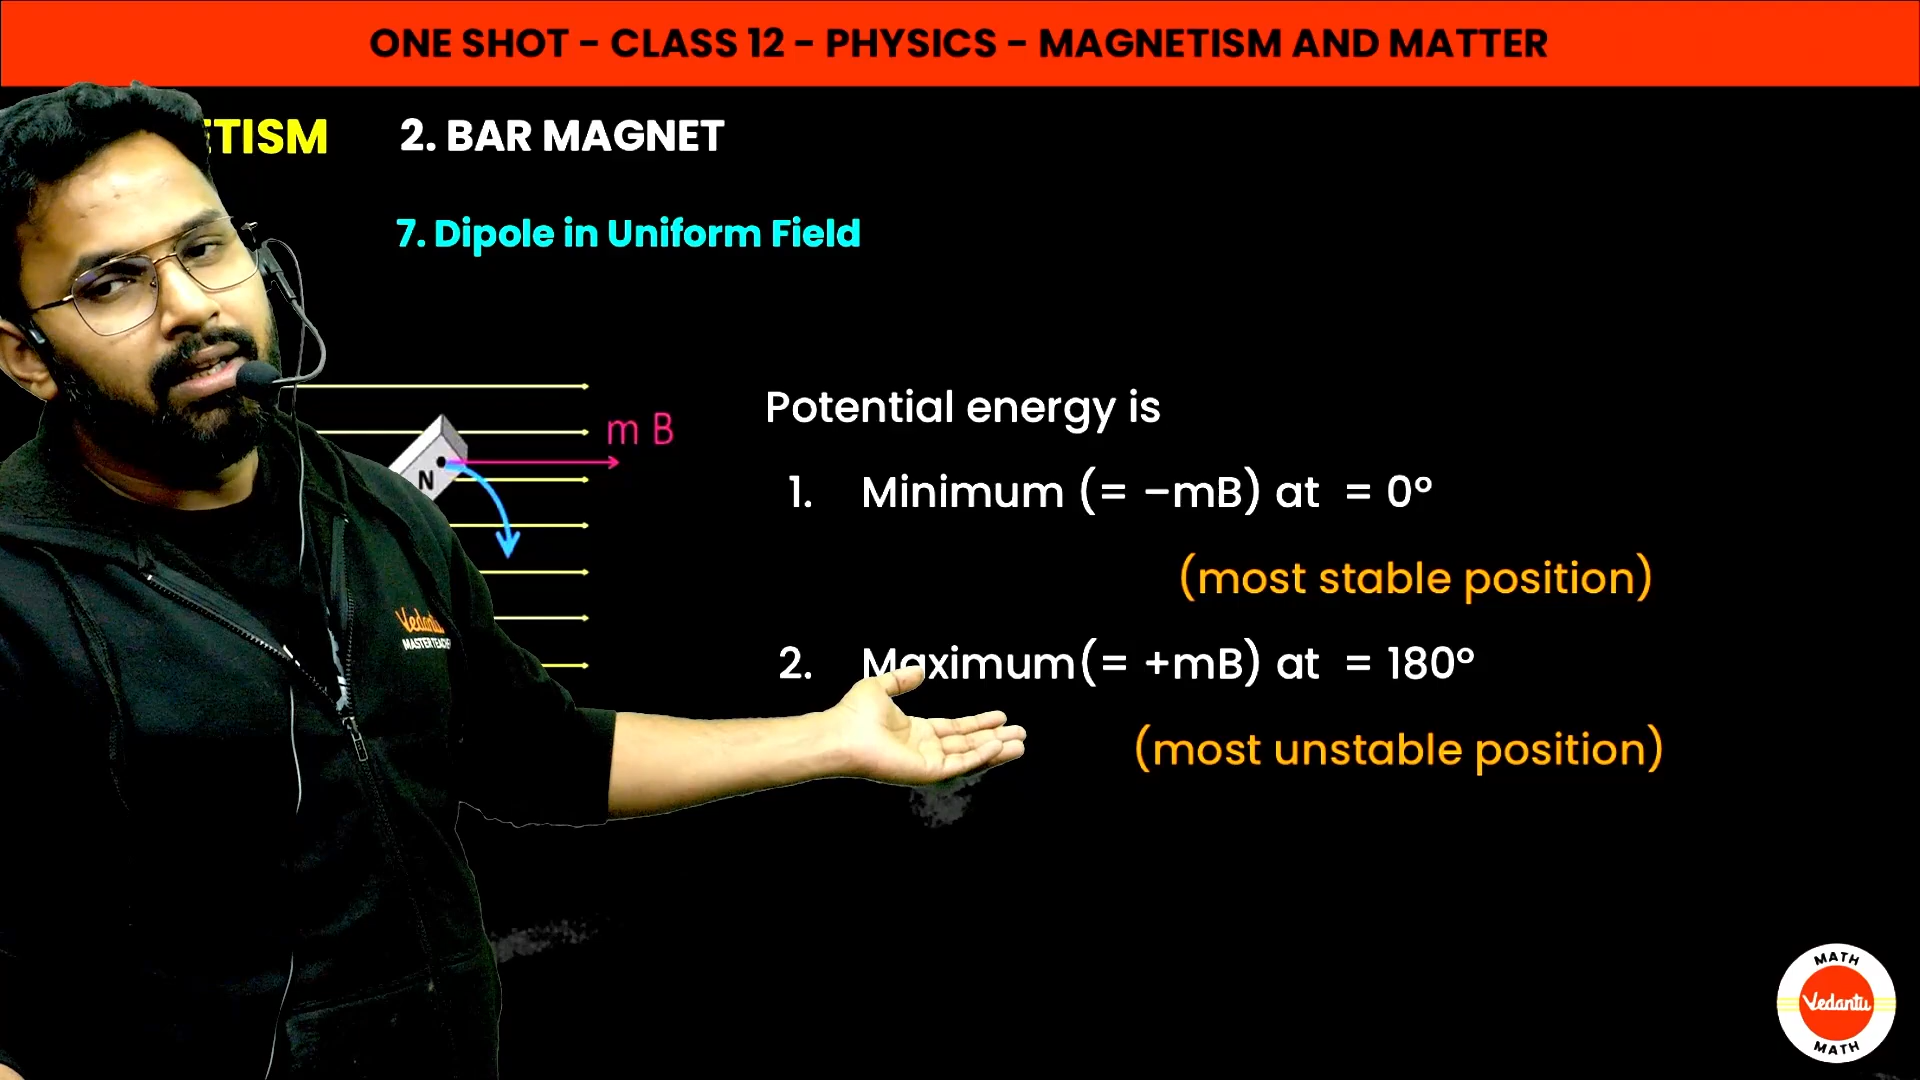 ONE SHOT - CLASS 12 - PHYSICS - MAGNETISM AND MATTER
ETISM 2. BAR MAGNET
7. Dipole in Uniform Field
m B
N
Potential energy is
1. Minimum (= –mB) at = 0°
(most stable position)
2. Maximum(= +mB) at = 180°
(most unstable position)
Vedantu
MASTER TEACHER
MATH
Vedantu
MATH